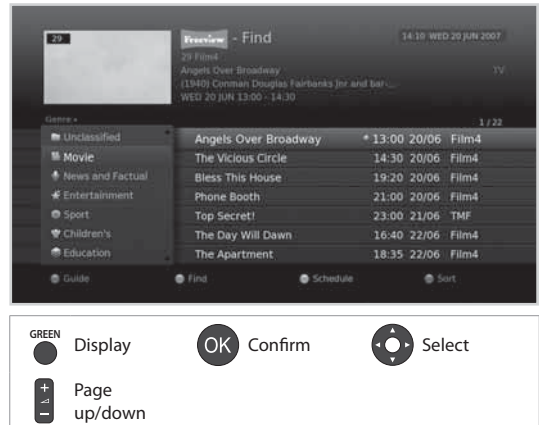 29
Freeview - Find
14:10 WED 20 JUN 2007
29 Film4
Angels Over Broadway
TV
(1940) Conman Douglas Fairbanks Jnr and bar-...
WED 20 JUN 13:00 - 14:30
Genre
1 / 22
Unclassified
Angels Over Broadway * 13:00 20/06 Film4
Movie
The Vicious Circle 14:30 20/06 Film4
News and Factual
Bless This House 19:20 20/06 Film4
Entertainment
Phone Booth 21:00 20/06 Film4
Sport
Top Secret! 23:00 21/06 TMF
Children's
The Day Will Dawn 16:40 22/06 Film4
Education
The Apartment 18:35 22/06 Film4
Guide Find Schedule Sort
GREEN
Display
OK Confirm
Select
+
-
Page
up/down